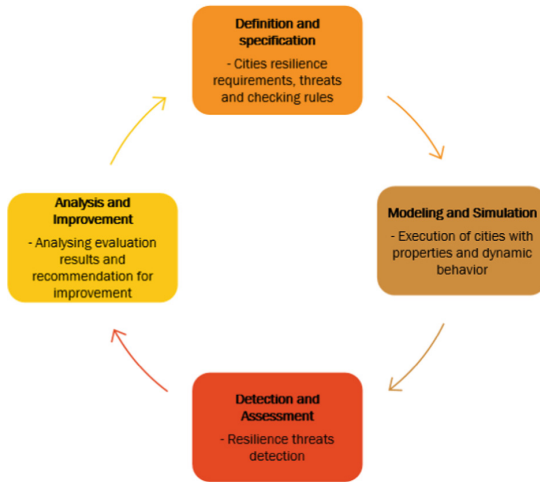 Definition and
specification
- Cities resilience
requirements, threats
and checking rules
Modeling and Simulation
- Execution of cities with
properties and dynamic
behavior
Detection and
Assessment
- Resilience threats
detection
Analysis and
Improvement
- Analysing evaluation
results and
recommendation for
improvement